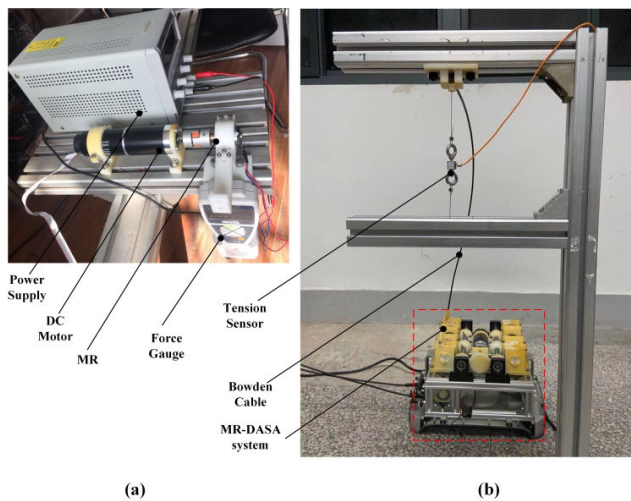 Power
Supply
DC
Motor
MR
Force
Gauge
Tension
Sensor
Bowden
Cable
MR-DASA
system
(a)
(b)